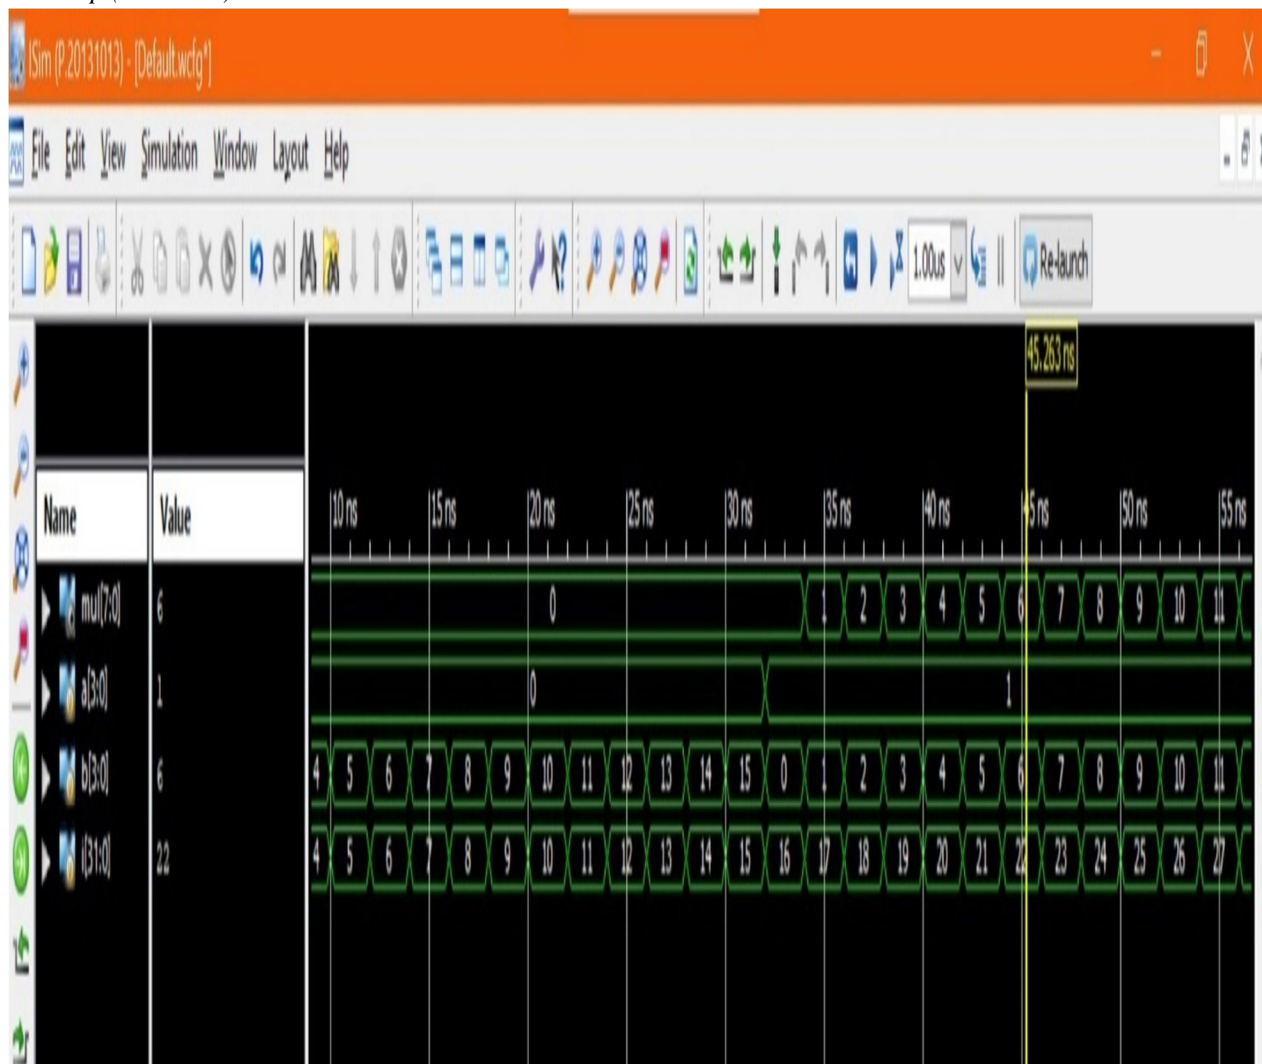 ISim (P.20131013) - [Default.wcfg*]
File Edit View Simulation Window Layout Help
1.00us Re-launch
45.263 ns
Name Value
10 ns 15 ns 20 ns 25 ns 30 ns 35 ns 40 ns 45 ns 50 ns 55 ns
mul[7:0] 6 0 1 2 3 4 5 6 7 8 9 10 11
a[3:0] 1 0 1
b[3:0] 6 4 5 6 7 8 9 10 11 12 13 14 15 0 1 2 3 4 5 6 7 8 9 10 11
i[31:0] 22 4 5 6 7 8 9 10 11 12 13 14 15 16 17 18 19 20 21 22 23 24 25 26 27